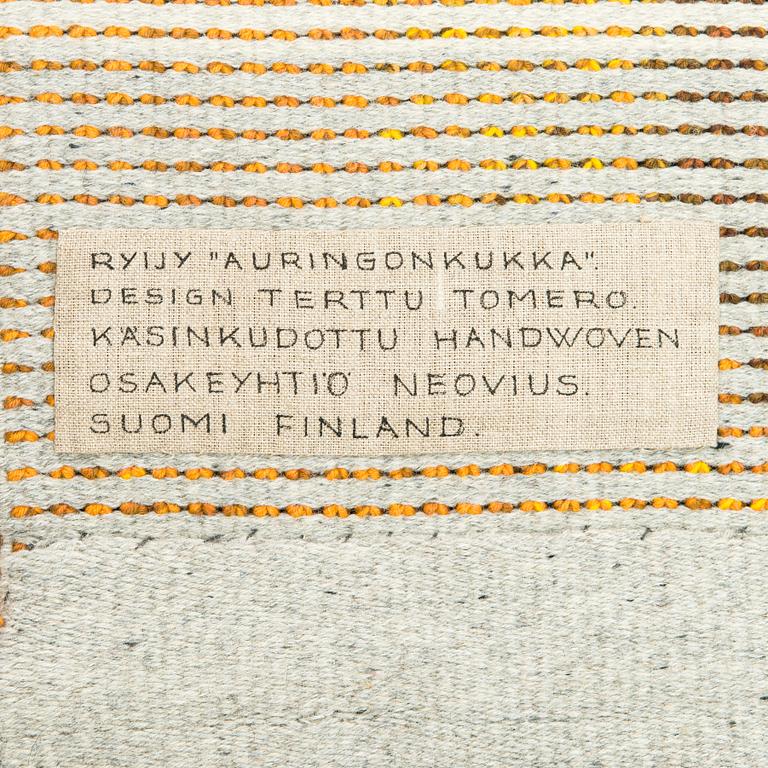 RYIJY "AURINGONKUKKA".
DESIGN TERTTU TOMERO.
KÄSINKUDOTTU HANDWOVEN
OSAKEYHTIÖ NEOVIUS.
SUOMI FINLAND.